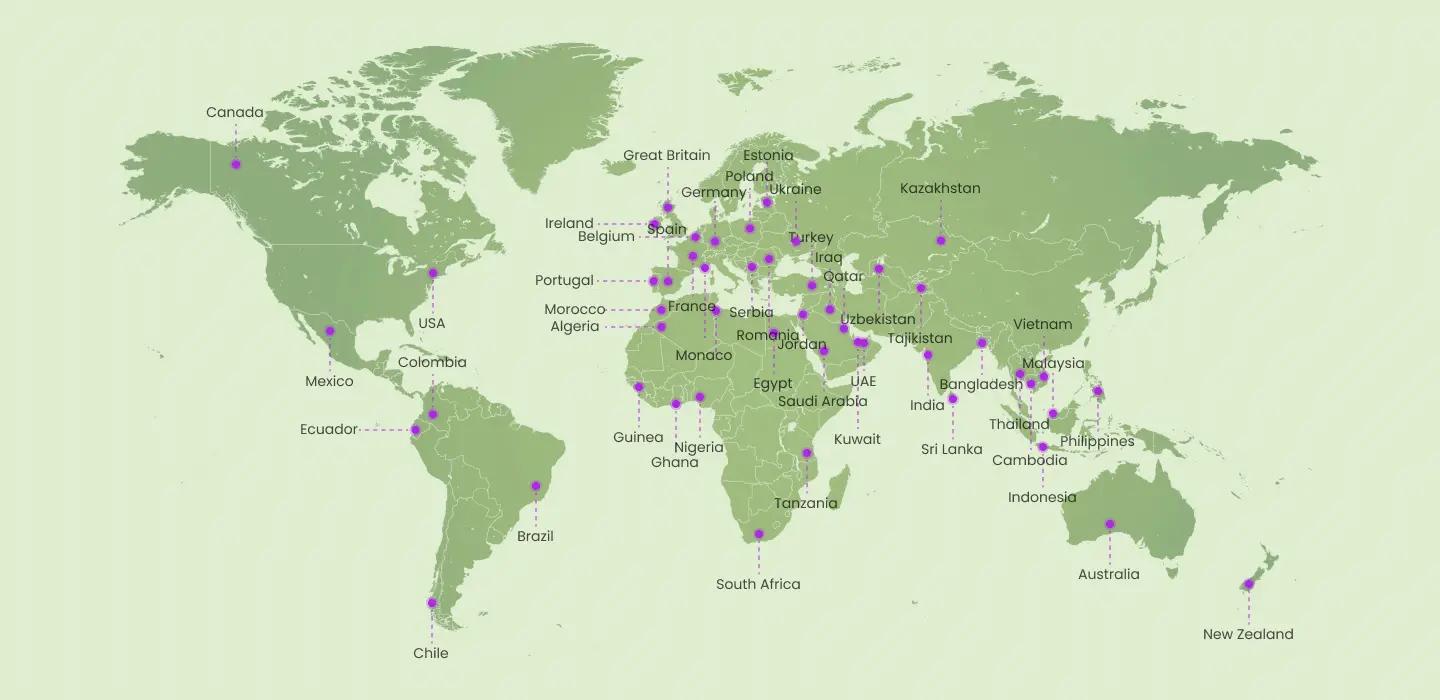 Canada
Great Britain
Estonia
Poland
Germany
Ukraine
Kazakhstan
Ireland
Spain
Belgium
Turkey
Iraq
Qatar
Portugal
Morocco
France
Serbia
Uzbekistan
USA
Algeria
Romania
Jordan
Tajikistan
Vietnam
Monaco
Colombia
Malaysia
Mexico
Egypt
UAE
Bangladesh
Saudi Arabia
India
Ecuador
Thailand
Guinea
Nigeria
Kuwait
Philippines
Ghana
Sri Lanka
Cambodia
Indonesia
Tanzania
Brazil
South Africa
Australia
New Zealand
Chile